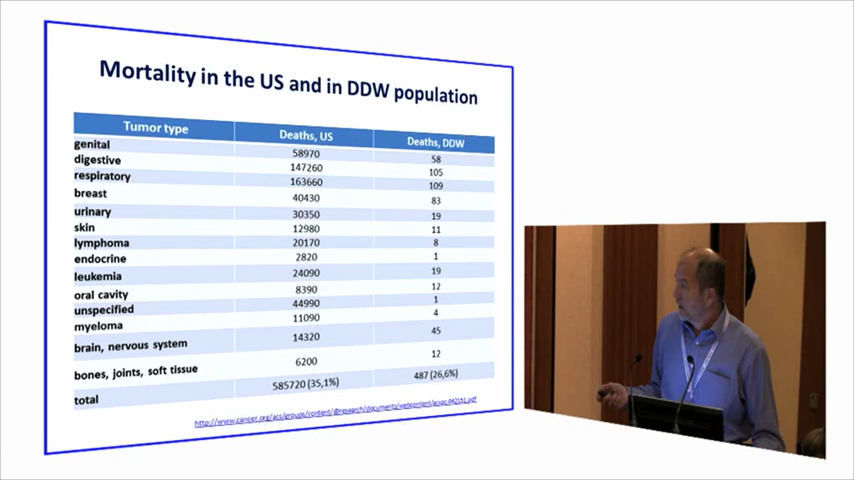 Mortality in the US and in DDW population
Tumor type Deaths, US Deaths, DDW
genital 58970 58
digestive 147260 105
respiratory 163660 109
breast 40430 83
urinary 30350 19
skin 12980 11
lymphoma 20170 8
endocrine 2820 1
leukemia 24090 19
oral cavity 8390 12
unspecified 44990 1
myeloma 11090 4
brain, nervous system 14320 45
bones, joints, soft tissue 6200 12
total 585720 (35,1%) 487 (26,6%)